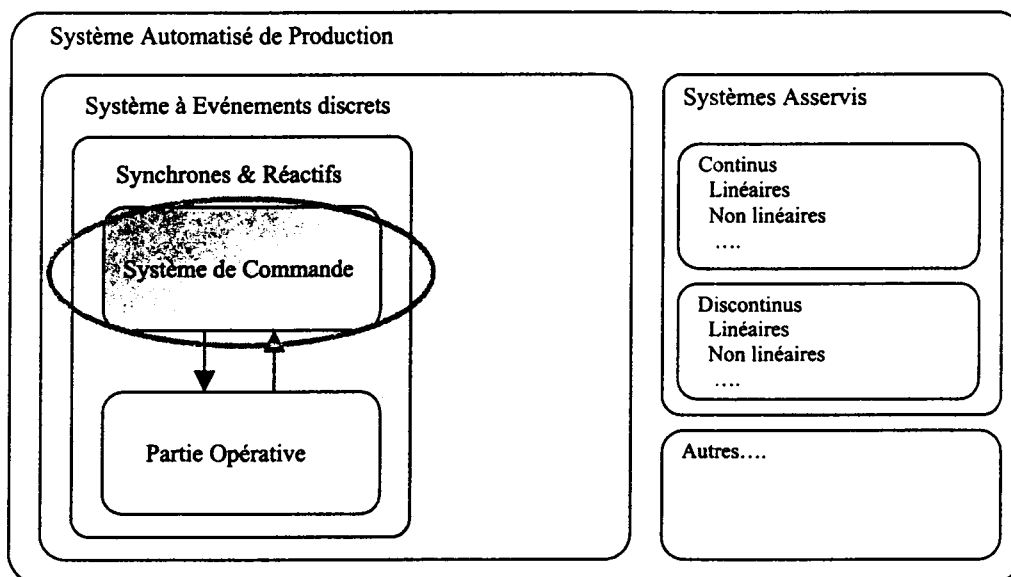 Système Automatisé de Production
Système à Evénements discrets
Synchrones & Réactifs
Système de Commande
Partie Opérative
Systèmes Asservis
Continus
Linéaires
Non linéaires
....
Discontinus
Linéaires
Non linéaires
....
Autres....